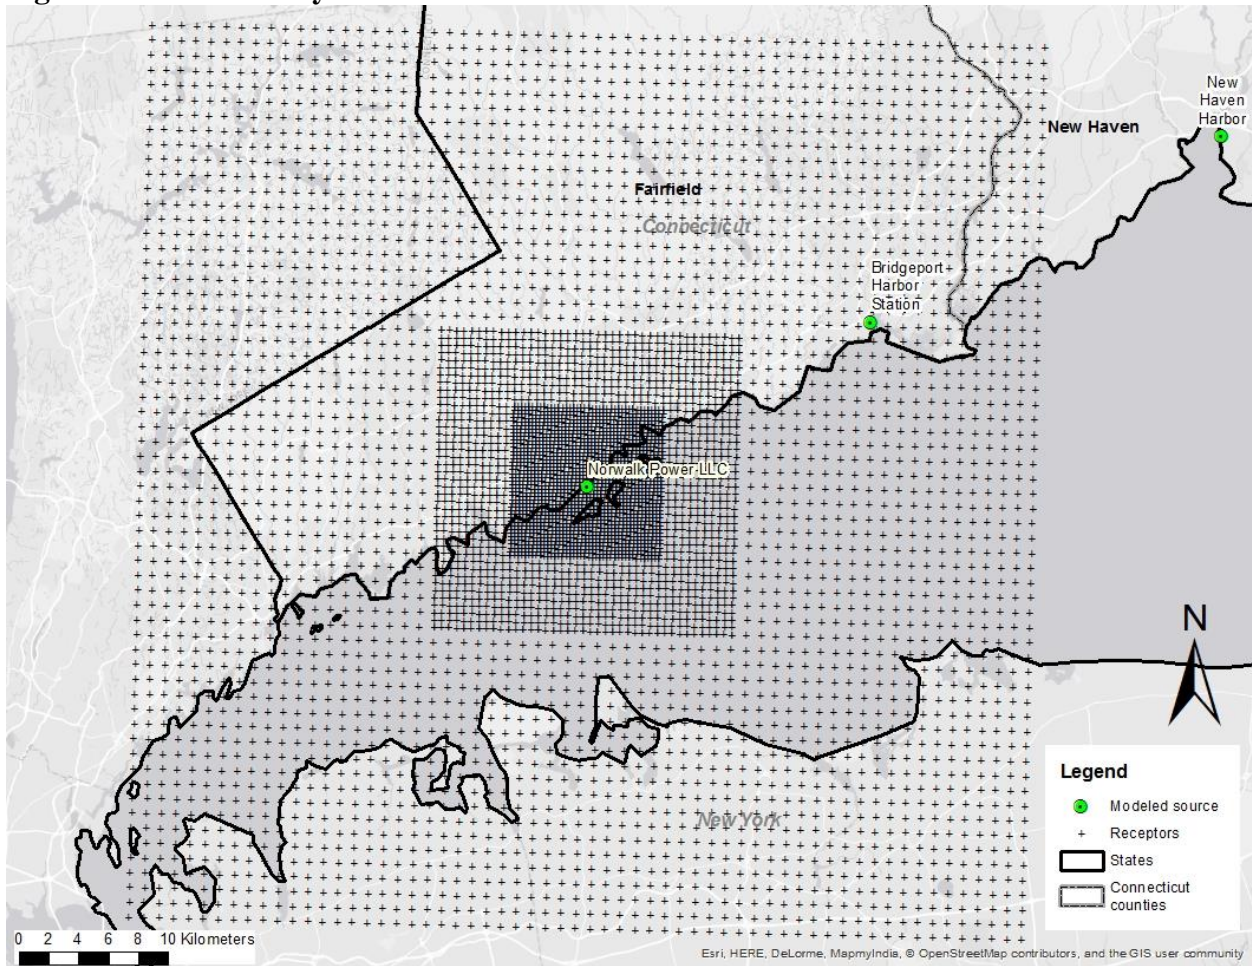 New
Haven
Harbor
New Haven
Fairfield
Connecticut
Bridgeport
Harbor
Station
Norwalk Power LLC
N
New York
Legend
Modeled source
Receptors
States
Connecticut
counties
0 2 4 6 8 10 Kilometers
Esri, HERE, DeLorme, MapmyIndia, © OpenStreetMap contributors, and the GIS user community